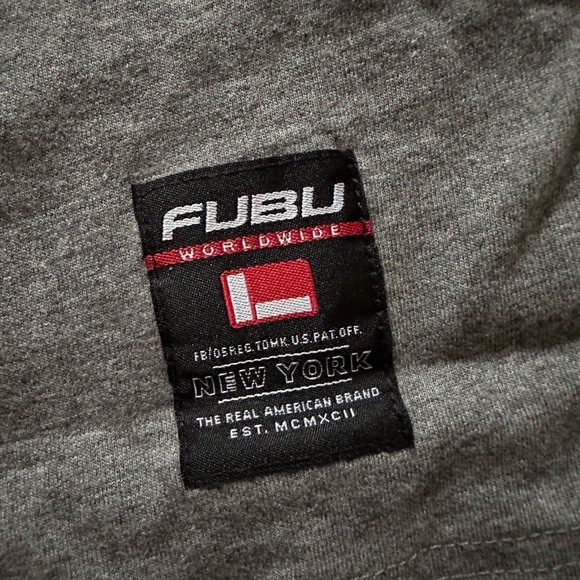 FUBU
WORLDWIDE
FB/05REG.TDMK.U.S.PAT.OFF.
NEW YORK
THE REAL AMERICAN BRAND
EST. MCMXCII